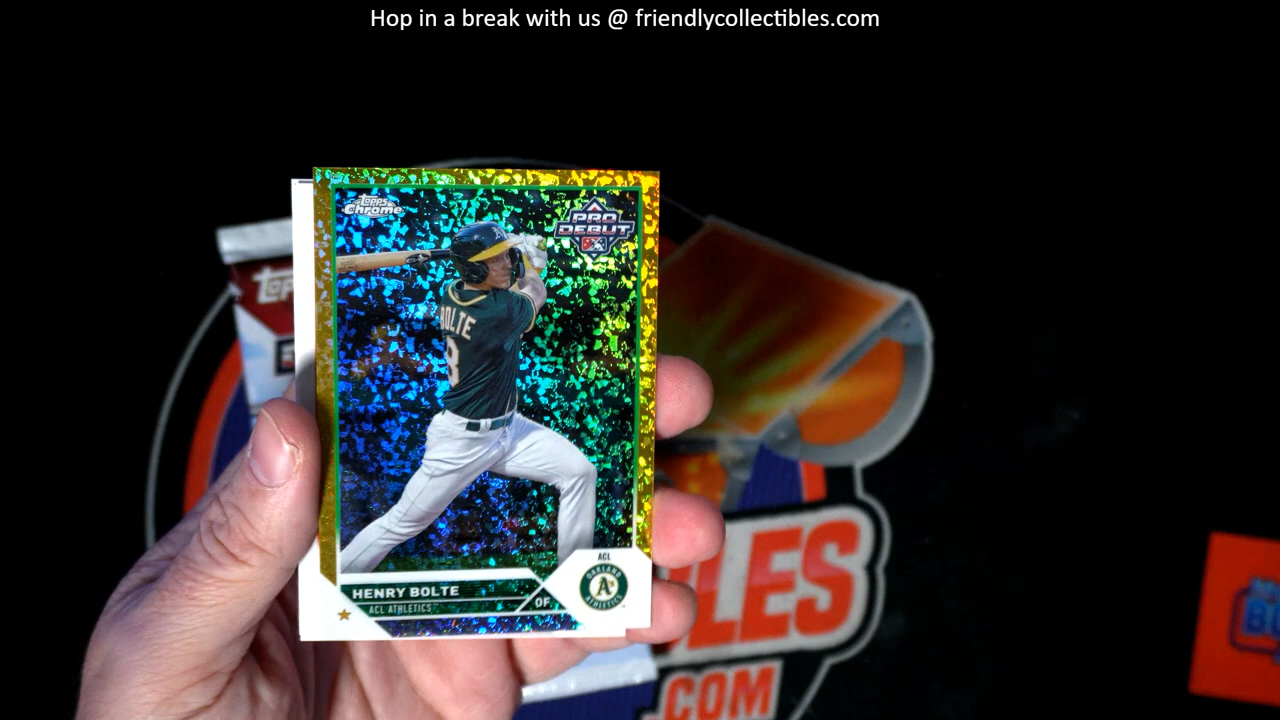 Hop in a break with us @ friendlycollectibles.com
Topps
Chrome
PRO
DEBUT
BOLTE
HENRY BOLTE
ACL ATHLETICS
OF
ACL
OAKLAND
A's
ATHLETICS
LES
.COM